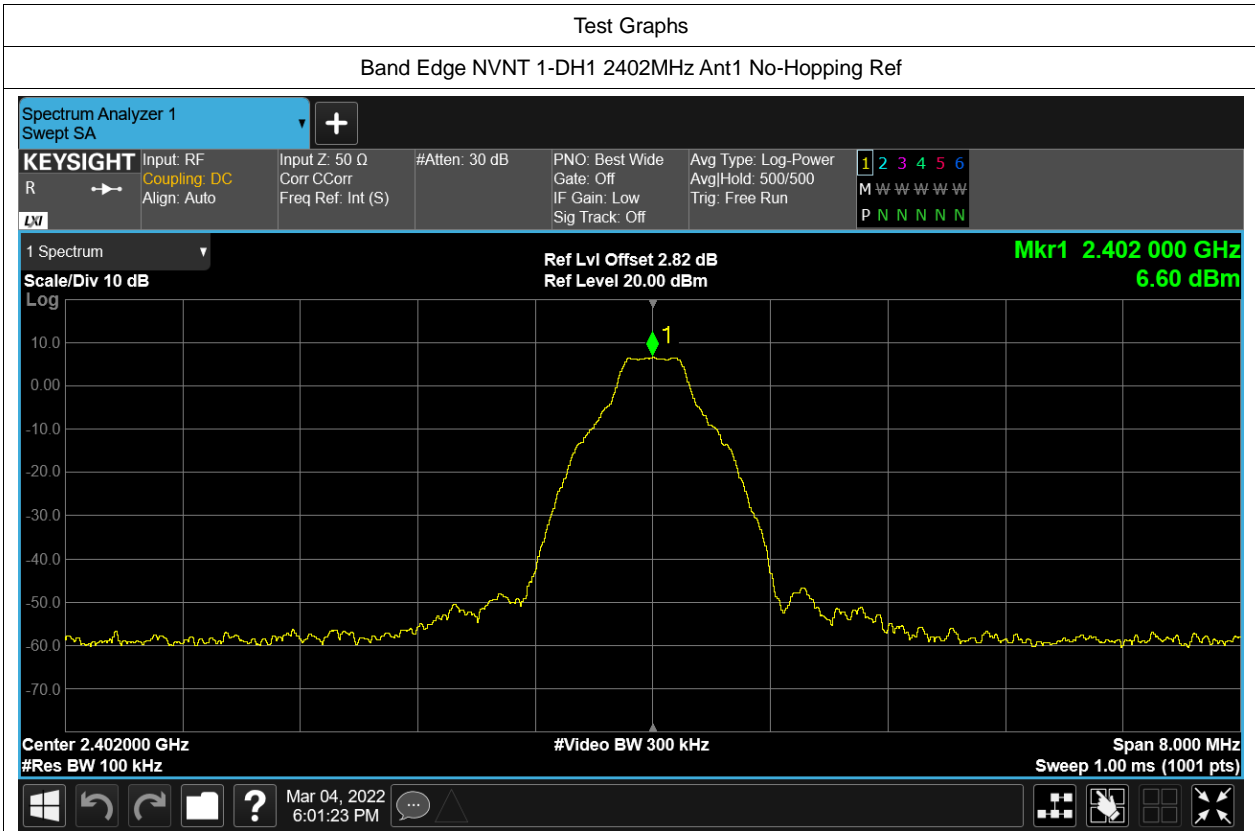 Test Graphs
Band Edge NVNT 1-DH1 2402MHz Ant1 No-Hopping Ref
Spectrum Analyzer 1
Swept SA
KEYSIGHT
R
LXI
Input: RF
Coupling: DC
Align: Auto
Input Z: 50 Ω
Corr CCorr
Freq Ref: Int (S)
#Atten: 30 dB
PNO: Best Wide
Gate: Off
IF Gain: Low
Sig Track: Off
Avg Type: Log-Power
Avg|Hold: 500/500
Trig: Free Run
1 2 3 4 5 6
M W W W W W
P N N N N N
1 Spectrum
Scale/Div 10 dB
Ref Lvl Offset 2.82 dB
Ref Level 20.00 dBm
Mkr1 2.402 000 GHz
6.60 dBm
Log
1
10.0
0.00
-10.0
-20.0
-30.0
-40.0
-50.0
-60.0
-70.0
Center 2.402000 GHz
#Res BW 100 kHz
#Video BW 300 kHz
Span 8.000 MHz
Sweep 1.00 ms (1001 pts)
?
Mar 04, 2022
6:01:23 PM